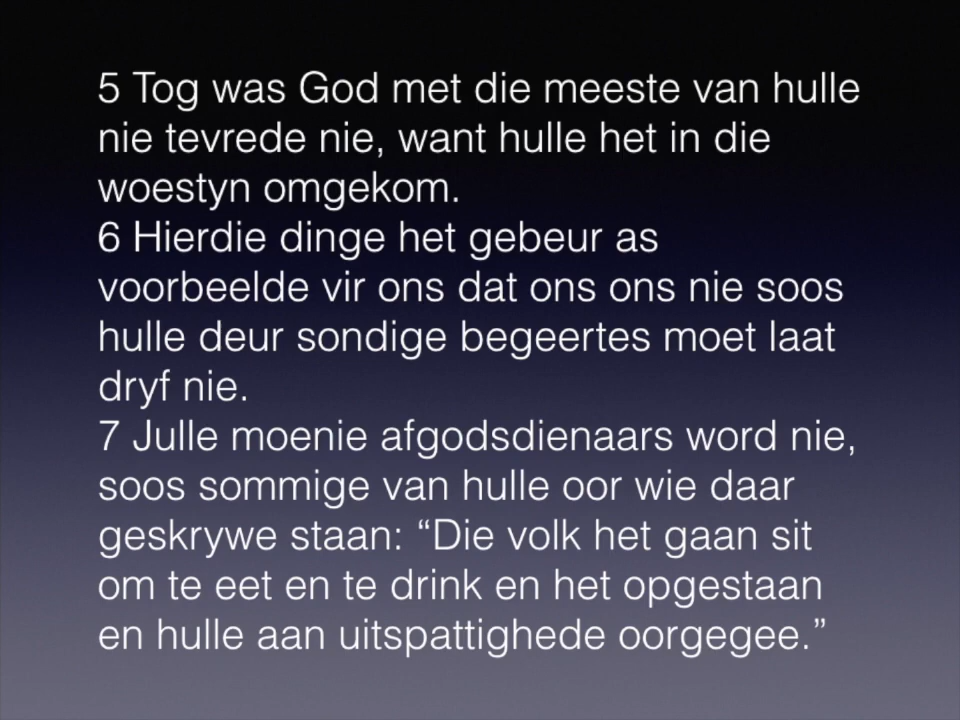 5 Tog was God met die meeste van hulle
nie tevrede nie, want hulle het in die
woestyn omgekom.
6 Hierdie dinge het gebeur as
voorbeelde vir ons dat ons ons nie soos
hulle deur sondige begeertes moet laat
dryf nie.
7 Julle moenie afgodsdienaars word nie,
soos sommige van hulle oor wie daar
geskrywe staan: “Die volk het gaan sit
om te eet en te drink en het opgestaan
en hulle aan uitspattighede oorgegee.”